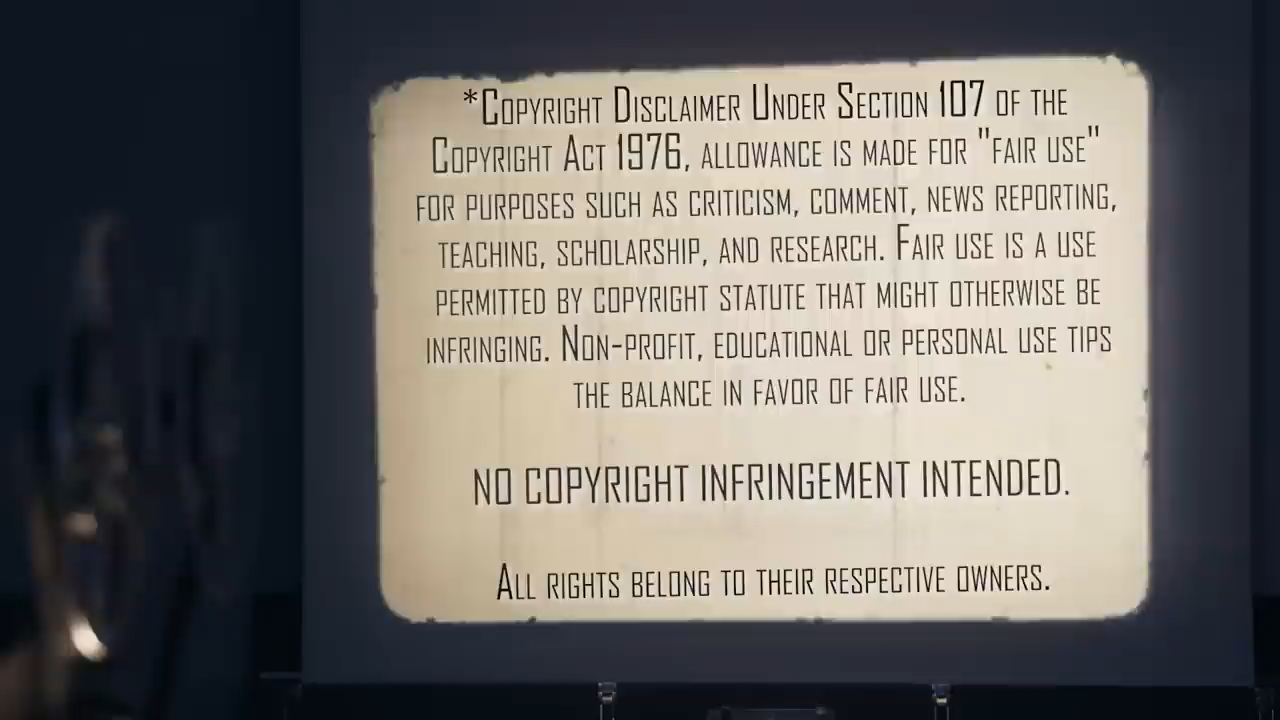 *Copyright Disclaimer Under Section 107 of the
Copyright Act 1976, allowance is made for "fair use"
for purposes such as criticism, comment, news reporting,
teaching, scholarship, and research. Fair use is a use
permitted by copyright statute that might otherwise be
infringing. Non-profit, educational or personal use tips
the balance in favor of fair use.
NO COPYRIGHT INFRINGEMENT INTENDED.
All rights belong to their respective owners.